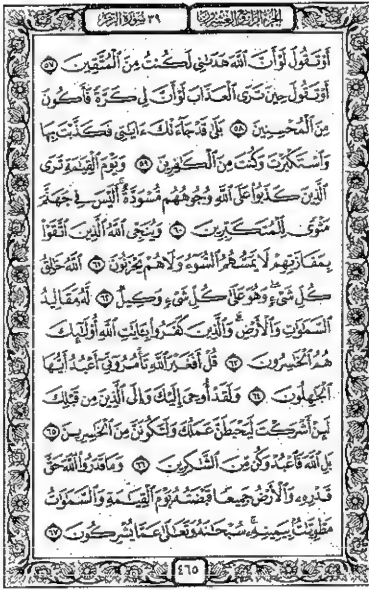 الجزء الرابع والعشرون
٣٩ سورة الزمر
أَوْ تَقُولَ لَوْ أَنَّ ٱللَّهَ هَدَىٰنِى لَكُنتُ مِنَ ٱلْمُتَّقِينَ ٥٧
أَوْ تَقُولَ حِينَ تَرَى ٱلْعَذَابَ لَوْ أَنَّ لِى كَرَّةً فَأَكُونَ
مِنَ ٱلْمُحْسِنِينَ ٥٨ بَلَىٰ قَدْ جَآءَتْكَ ءَايَٰتِى فَكَذَّبْتَ بِهَا
وَٱسْتَكْبَرْتَ وَكُنتَ مِنَ ٱلْكَٰفِرِينَ ٥٩ وَيَوْمَ ٱلْقِيَٰمَةِ تَرَى
ٱلَّذِينَ كَذَبُوا۟ عَلَى ٱللَّهِ وُجُوهُهُم مُّسْوَدَّةٌ أَلَيْسَ فِى جَهَنَّمَ
مَثْوًى لِّلْمُتَكَبِّرِينَ ٦٠ وَيُنَجِّى ٱللَّهُ ٱلَّذِينَ ٱتَّقَوْا۟
بِمَفَازَتِهِمْ لَا يَمَسُّهُمُ ٱلسُّوٓءُ وَلَا هُمْ يَحْزَنُونَ ٦١ ٱللَّهُ خَٰلِقُ
كُلِّ شَىْءٍ وَهُوَ عَلَىٰ كُلِّ شَىْءٍ وَكِيلٌ ٦٢ لَّهُۥ مَقَالِيدُ
ٱلسَّمَٰوَٰتِ وَٱلْأَرْضِ وَٱلَّذِينَ كَفَرُوا۟ بِـَٔايَٰتِ ٱللَّهِ أُو۟لَٰٓئِكَ
هُمُ ٱلْخَٰسِرُونَ ٦٣ قُلْ أَفَغَيْرَ ٱللَّهِ تَأْمُرُوٓنِّىٓ أَعْبُدُ أَيُّهَا
ٱلْجَٰهِلُونَ ٦٤ وَلَقَدْ أُوحِىَ إِلَيْكَ وَإِلَى ٱلَّذِينَ مِن قَبْلِكَ
لَئِنْ أَشْرَكْتَ لَيَحْبَطَنَّ عَمَلُكَ وَلَتَكُونَنَّ مِنَ ٱلْخَٰسِرِينَ ٦٥
بَلِ ٱللَّهَ فَٱعْبُدْ وَكُن مِّنَ ٱلشَّٰكِرِينَ ٦٦ وَمَا قَدَرُوا۟ ٱللَّهَ حَقَّ
قَدْرِهِۦ وَٱلْأَرْضُ جَمِيعًا قَبْضَتُهُۥ يَوْمَ ٱلْقِيَٰمَةِ وَٱلسَّمَٰوَٰتُ
مَطْوِيَّٰتٌۢ بِيَمِينِهِۦ سُبْحَٰنَهُۥ وَتَعَٰلَىٰ عَمَّا يُشْرِكُونَ ٦٧
٤٦٥